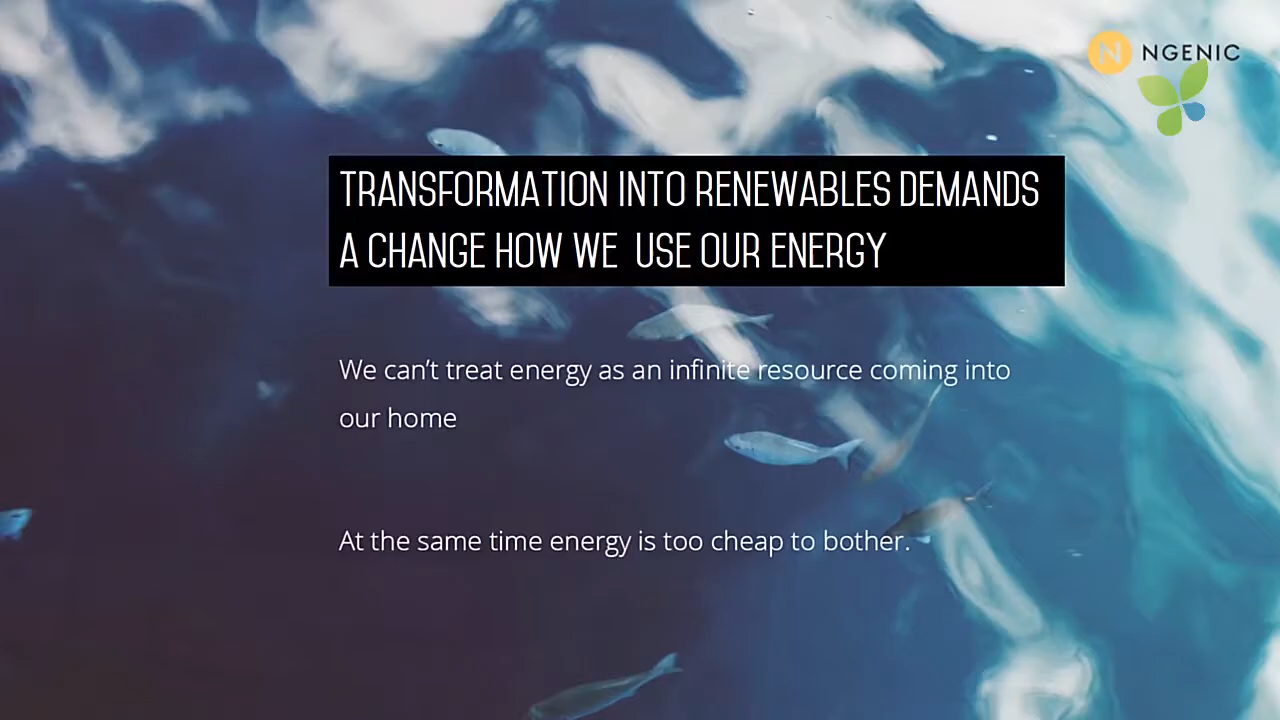 N NGENIC
TRANSFORMATION INTO RENEWABLES DEMANDS
A CHANGE HOW WE  USE OUR ENERGY
We can’t treat energy as an infinite resource coming into
our home
At the same time energy is too cheap to bother.